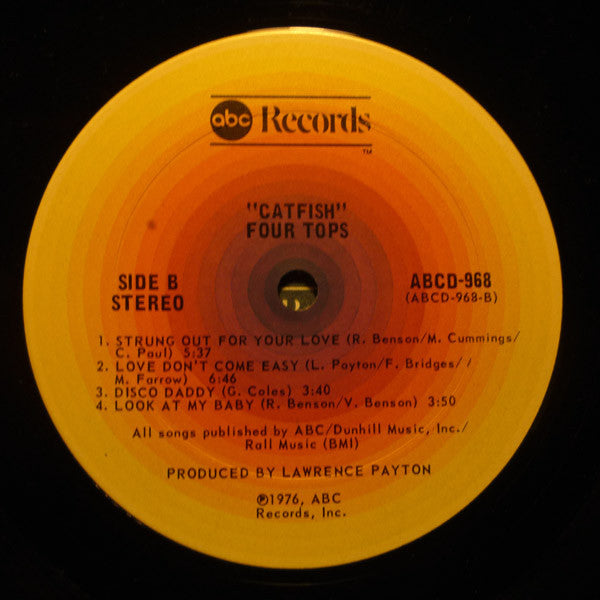 abc Records
TM
"CATFISH"
FOUR TOPS
SIDE B
STEREO
ABCD-968
(ABCD-968-B)
1. STRUNG OUT FOR YOUR LOVE (R. Benson/M. Cummings/
C. Paul) 5:37
2. LOVE DON'T COME EASY (L. Payton/F. Bridges/ /
M. Farrow) 6:46
3. DISCO DADDY (G. Coles) 3:40
4. LOOK AT MY BABY (R. Benson/V. Benson) 3:50
All songs published by ABC/Dunhill Music, Inc./
Rall Music (BMI)
PRODUCED BY LAWRENCE PAYTON
℗1976, ABC
Records, Inc.